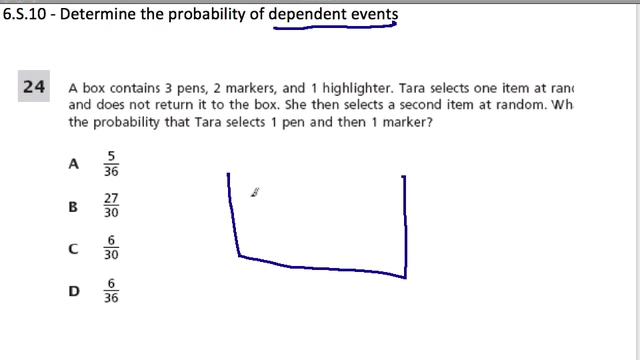 6.S.10 - Determine the probability of dependent events
24 A box contains 3 pens, 2 markers, and 1 highlighter. Tara selects one item at
and does not return it to the box. She then selects a second item at random.
the probability that Tara selects 1 pen and then 1 marker?
A 5/36
B 27/30
C 6/30
D 6/36